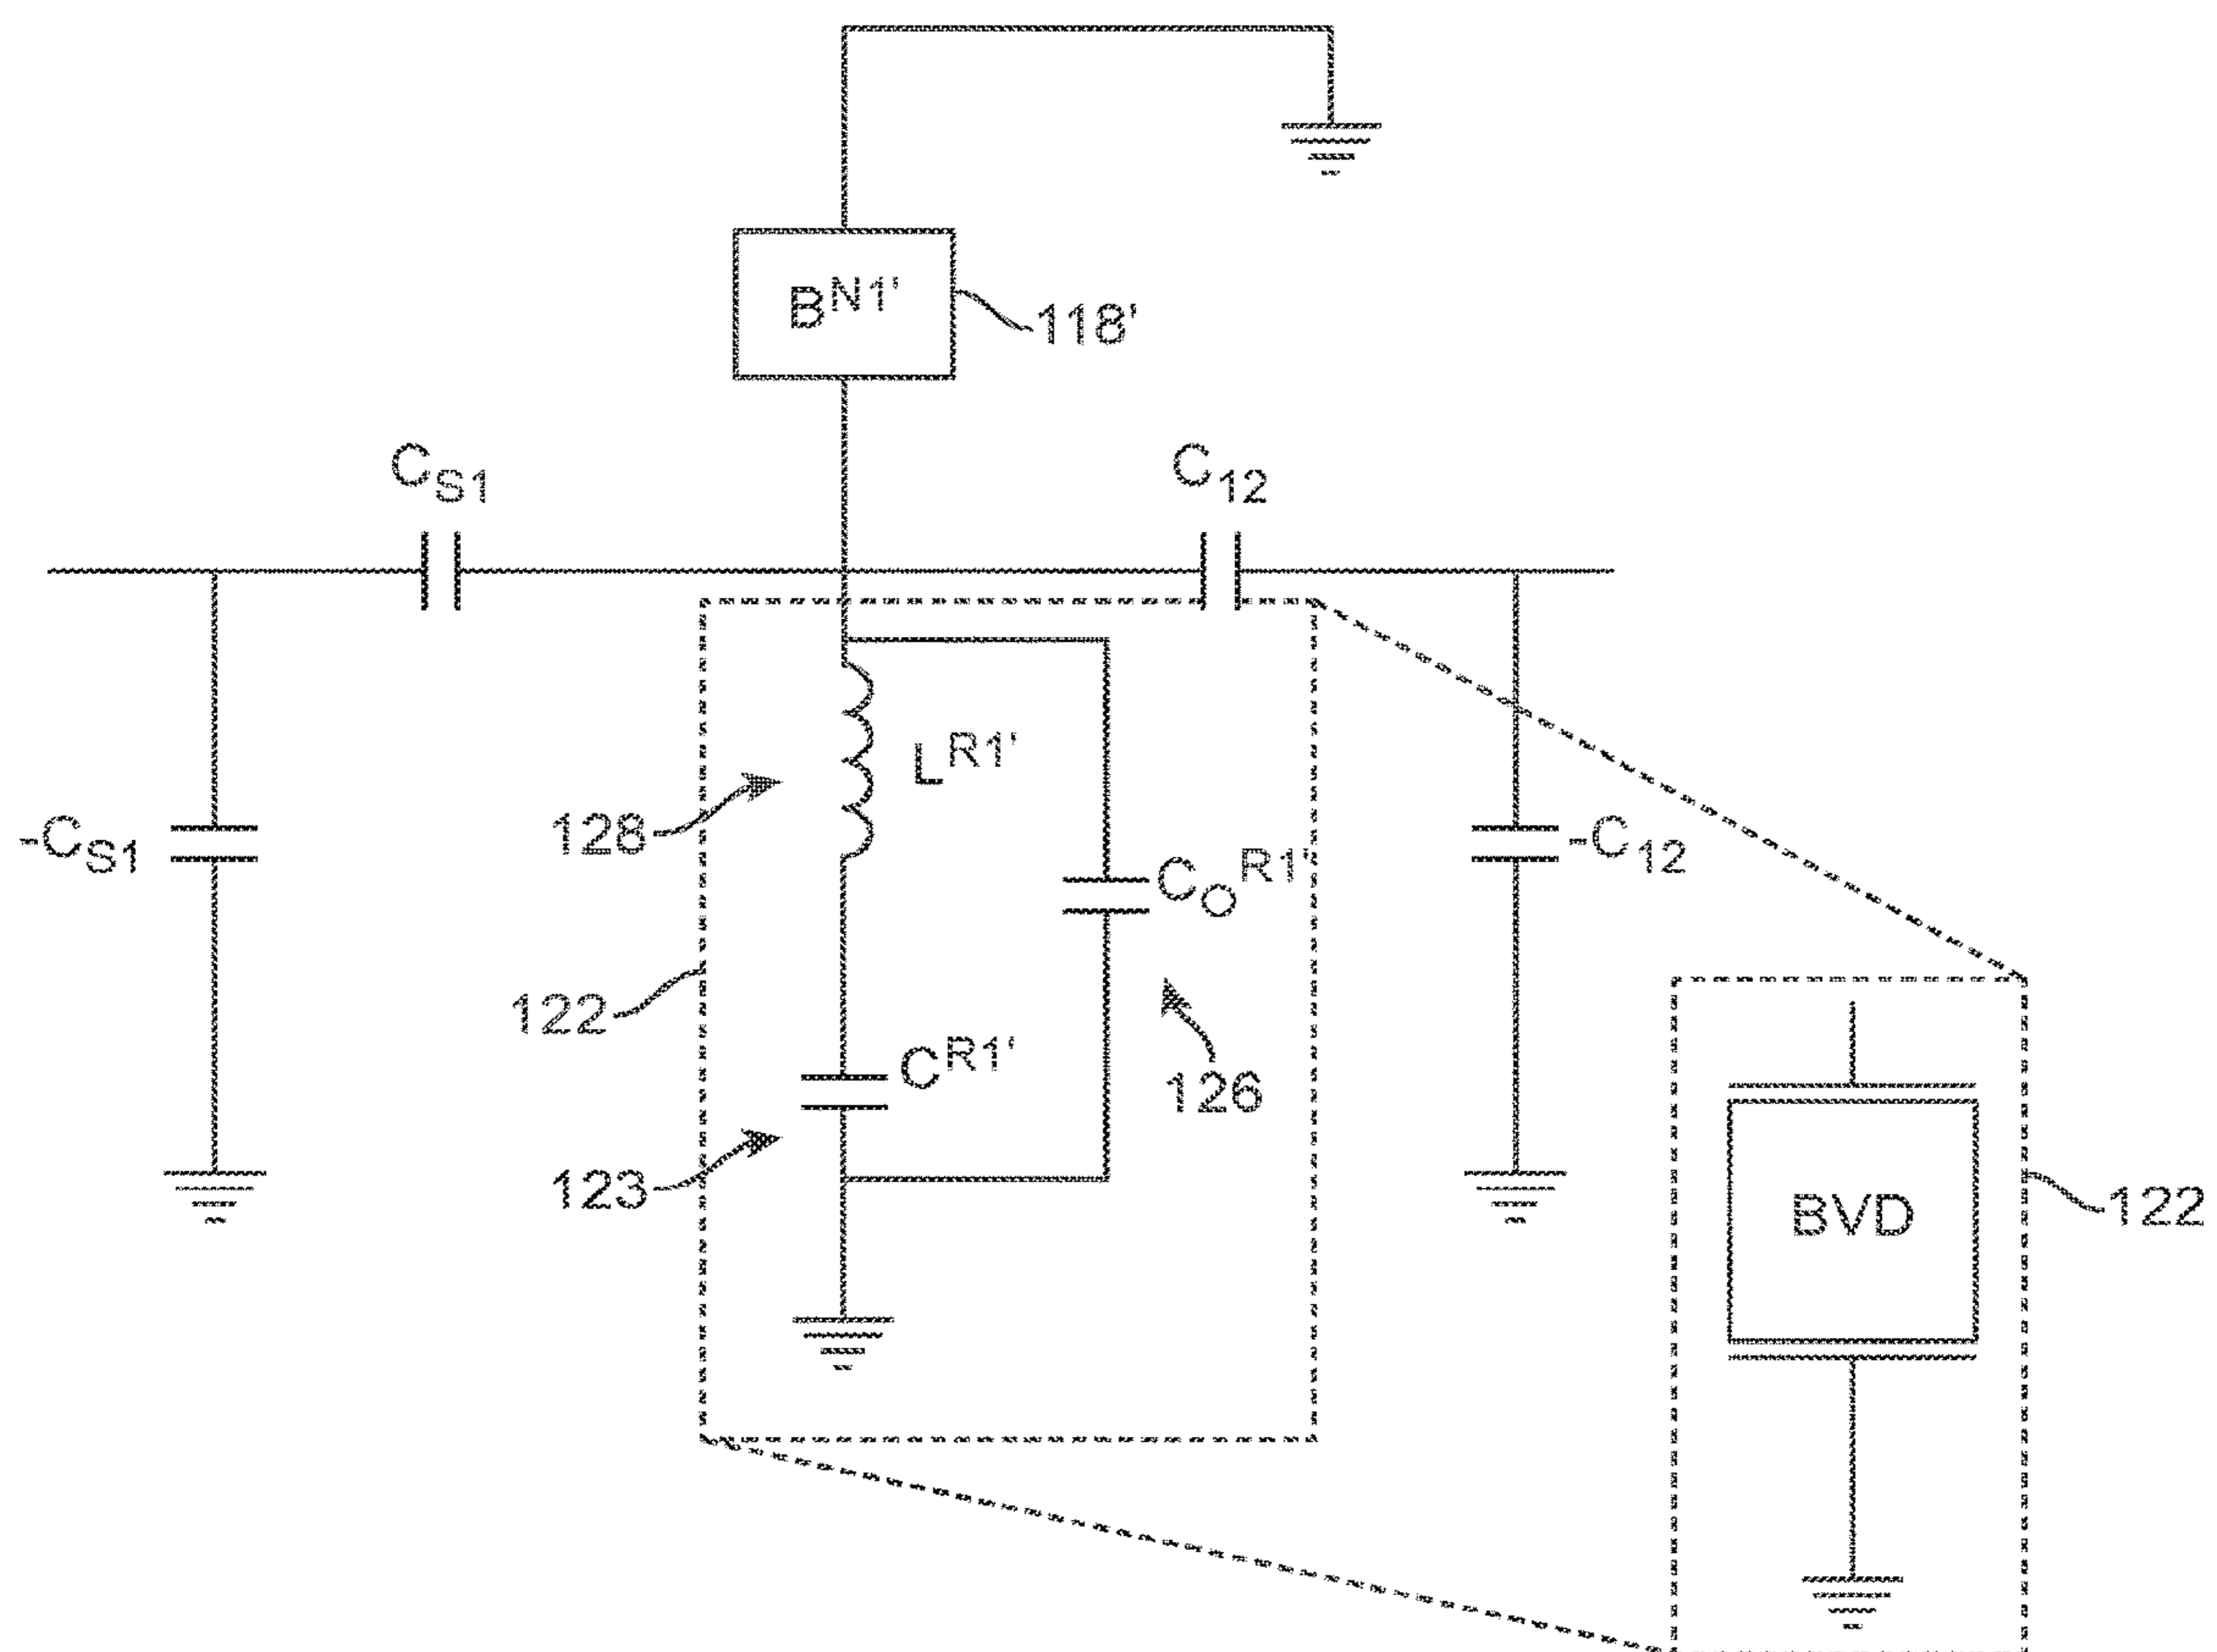 B^N1'
118'
C_S1
C_12
L^R1'
128
-C_S1
C_O^R1'
-C_12
122
C^R1'
126
123
BVD
122